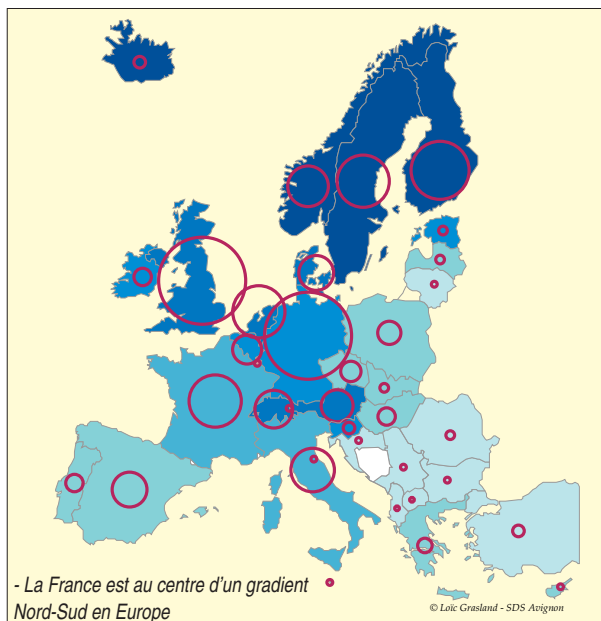 - La France est au centre d'un gradient
Nord-Sud en Europe
© Loïc Grasland - SDS Avignon